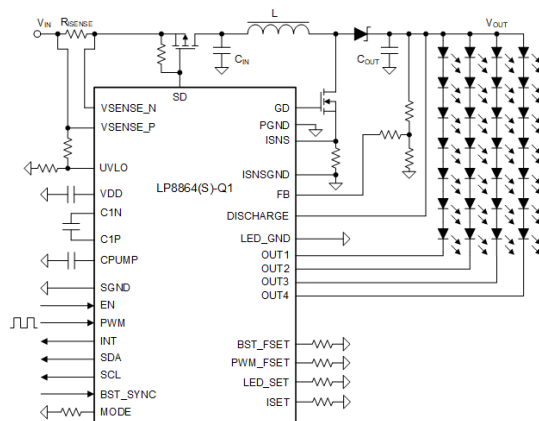 VIN RISENSE L VOUT
CIN COUT
SD
VSENSE_N GD
VSENSE_P PGND
ISNS
UVLO ISNSGND
LP8864(S)-Q1
VDD FB
C1N DISCHARGE
C1P LED_GND
CPUMP OUT1
OUT2
SGND OUT3
EN OUT4
PWM
INT BST_FSET
SDA PWM_FSET
SCL LED_SET
BST_SYNC ISET
MODE